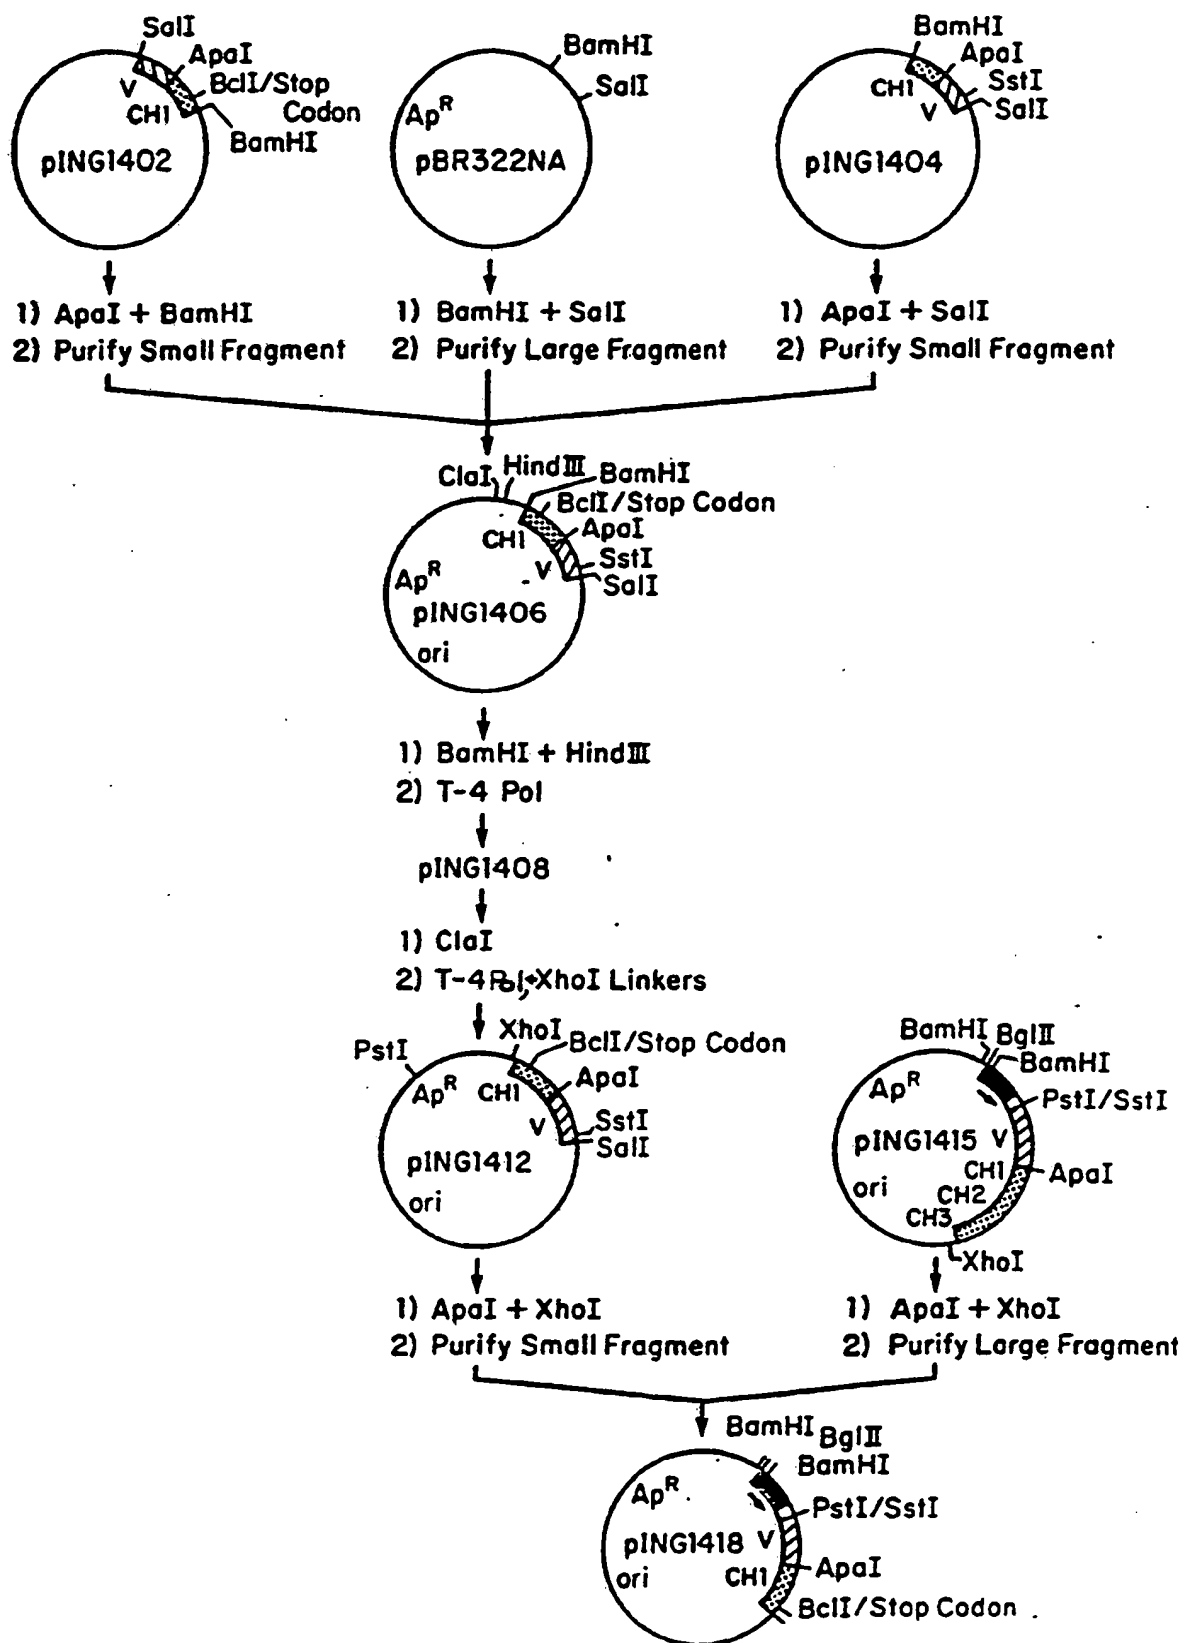 SalI
ApaI
BclI/Stop
Codon
V
CH1
BamHI
pING1402
BamHI
SalI
Ap^R
pBR322NA
BamHI
ApaI
SstI
SalI
CH1
V
pING1404
1) ApaI + BamHI
2) Purify Small Fragment
1) BamHI + SalI
2) Purify Large Fragment
1) ApaI + SalI
2) Purify Small Fragment
ClaI
HindIII
BamHI
BclI/Stop Codon
ApaI
CH1
SstI
V
SalI
Ap^R
pING1406
ori
1) BamHI + HindIII
2) T-4 Pol
pING1408
1) ClaI
2) T-4 Pol,+XhoI Linkers
PstI
XhoI
BclI/Stop Codon
Ap^R
CH1
ApaI
V
SstI
SalI
pING1412
ori
BamHI
BglII
BamHI
Ap^R
PstI/SstI
pING1415
V
CH1
ApaI
ori
CH2
CH3
XhoI
1) ApaI + XhoI
2) Purify Small Fragment
1) ApaI + XhoI
2) Purify Large Fragment
BamHI
BglII
BamHI
Ap^R
PstI/SstI
pING1418
V
ori
CH1
ApaI
BclI/Stop Codon